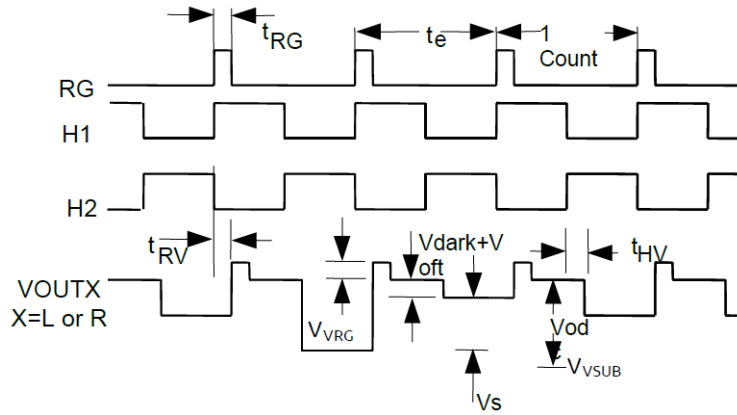 tRG
te
1
Count
RG
H1
H2
tRV
Vdark+V
oft
tHV
VOUTX
X=L or R
VVRG
Vod
c
VVSUB
Vs